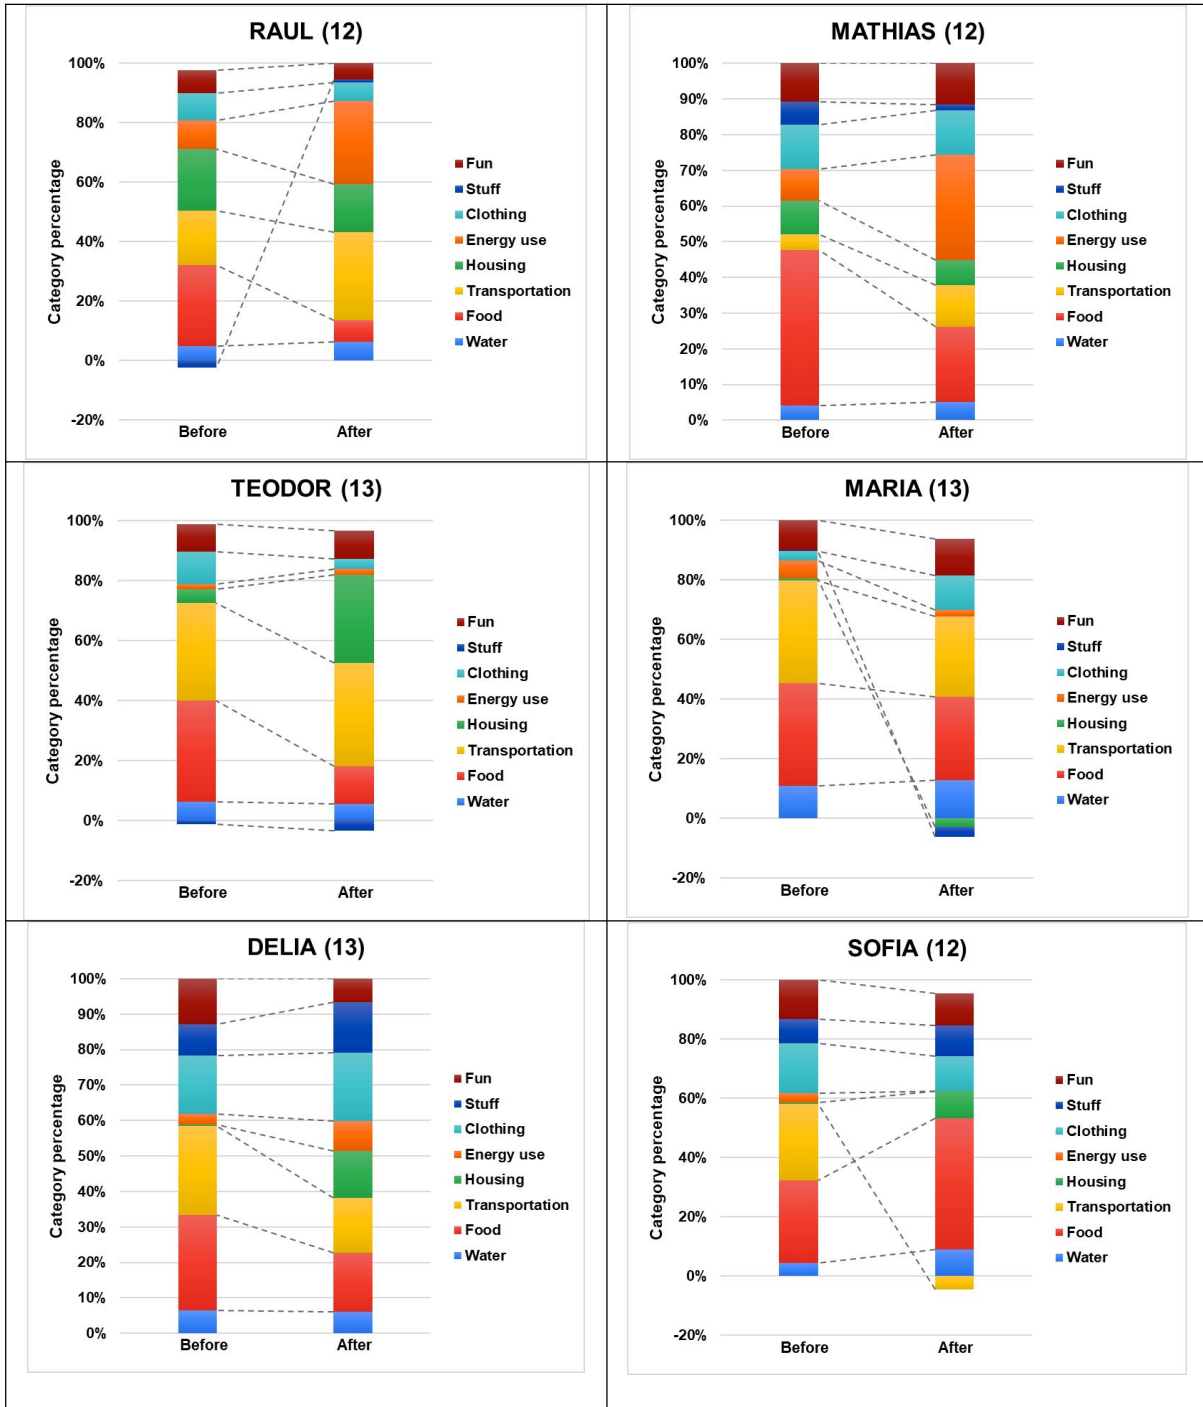 RAUL (12)
Category percentage
100%
80%
60%
40%
20%
0%
-20%
Before After
Fun
Stuff
Clothing
Energy use
Housing
Transportation
Food
Water
MATHIAS (12)
Category percentage
100%
90%
80%
70%
60%
50%
40%
30%
20%
10%
0%
Before After
Fun
Stuff
Clothing
Energy use
Housing
Transportation
Food
Water
TEODOR (13)
Category percentage
100%
80%
60%
40%
20%
0%
-20%
Before After
Fun
Stuff
Clothing
Energy use
Housing
Transportation
Food
Water
MARIA (13)
Category percentage
100%
80%
60%
40%
20%
0%
-20%
Before After
Fun
Stuff
Clothing
Energy use
Housing
Transportation
Food
Water
DELIA (13)
Category percentage
100%
90%
80%
70%
60%
50%
40%
30%
20%
10%
0%
Before After
Fun
Stuff
Clothing
Energy use
Housing
Transportation
Food
Water
SOFIA (12)
Category percentage
100%
80%
60%
40%
20%
0%
-20%
Before After
Fun
Stuff
Clothing
Energy use
Housing
Transportation
Food
Water